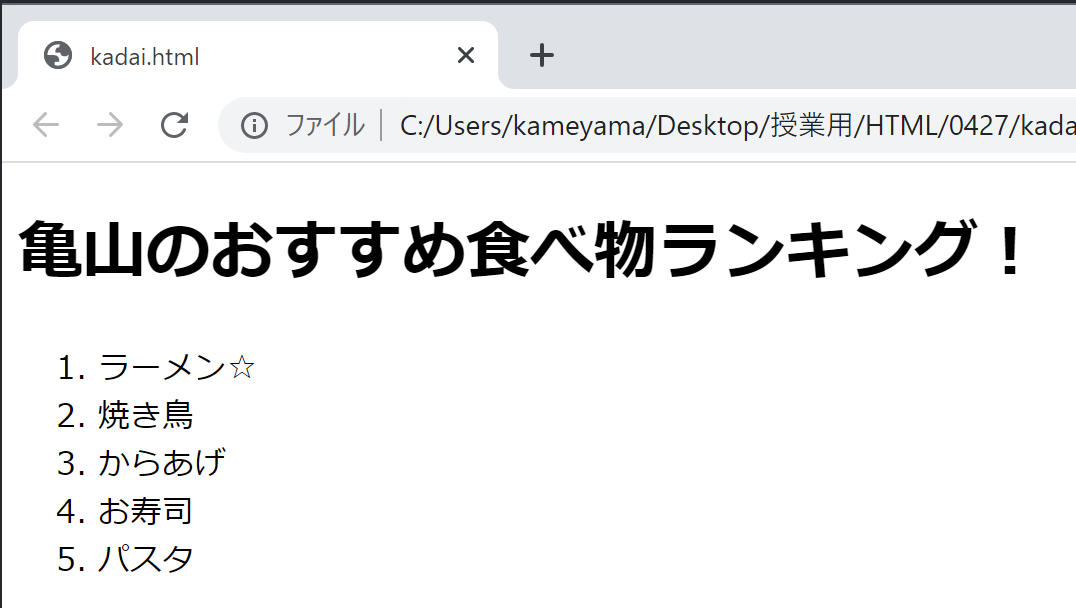 kadai.html
ファイル C:/Users/kameyama/Desktop/授業用/HTML/0427/kada
亀山のおすすめ食べ物ランキング！
1. ラーメン☆
2. 焼き鳥
3. からあげ
4. お寿司
5. パスタ